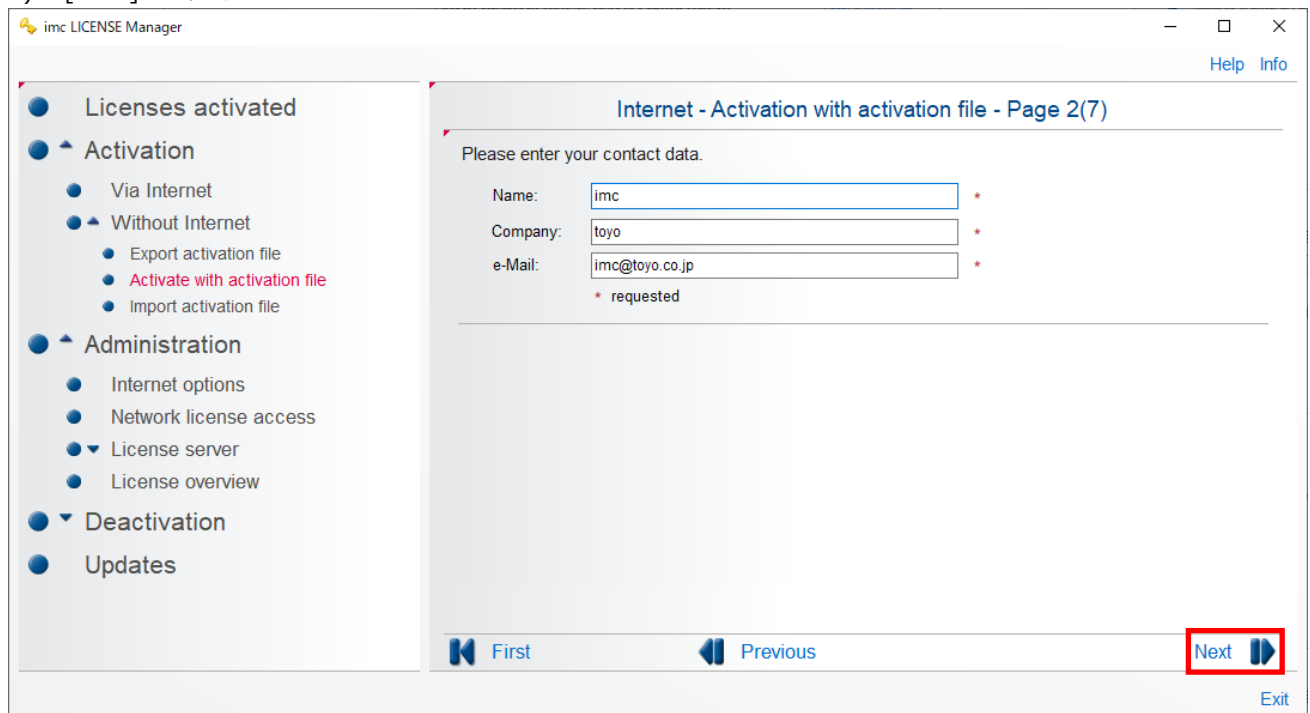 imc LICENSE Manager
Help Info
Licenses activated
Activation
Via Internet
Without Internet
Export activation file
Activate with activation file
Import activation file
Administration
Internet options
Network license access
License server
License overview
Deactivation
Updates
Internet - Activation with activation file - Page 2(7)
Please enter your contact data.
Name: imc *
Company: toyo *
e-Mail: imc@toyo.co.jp *
* requested
First Previous Next
Exit